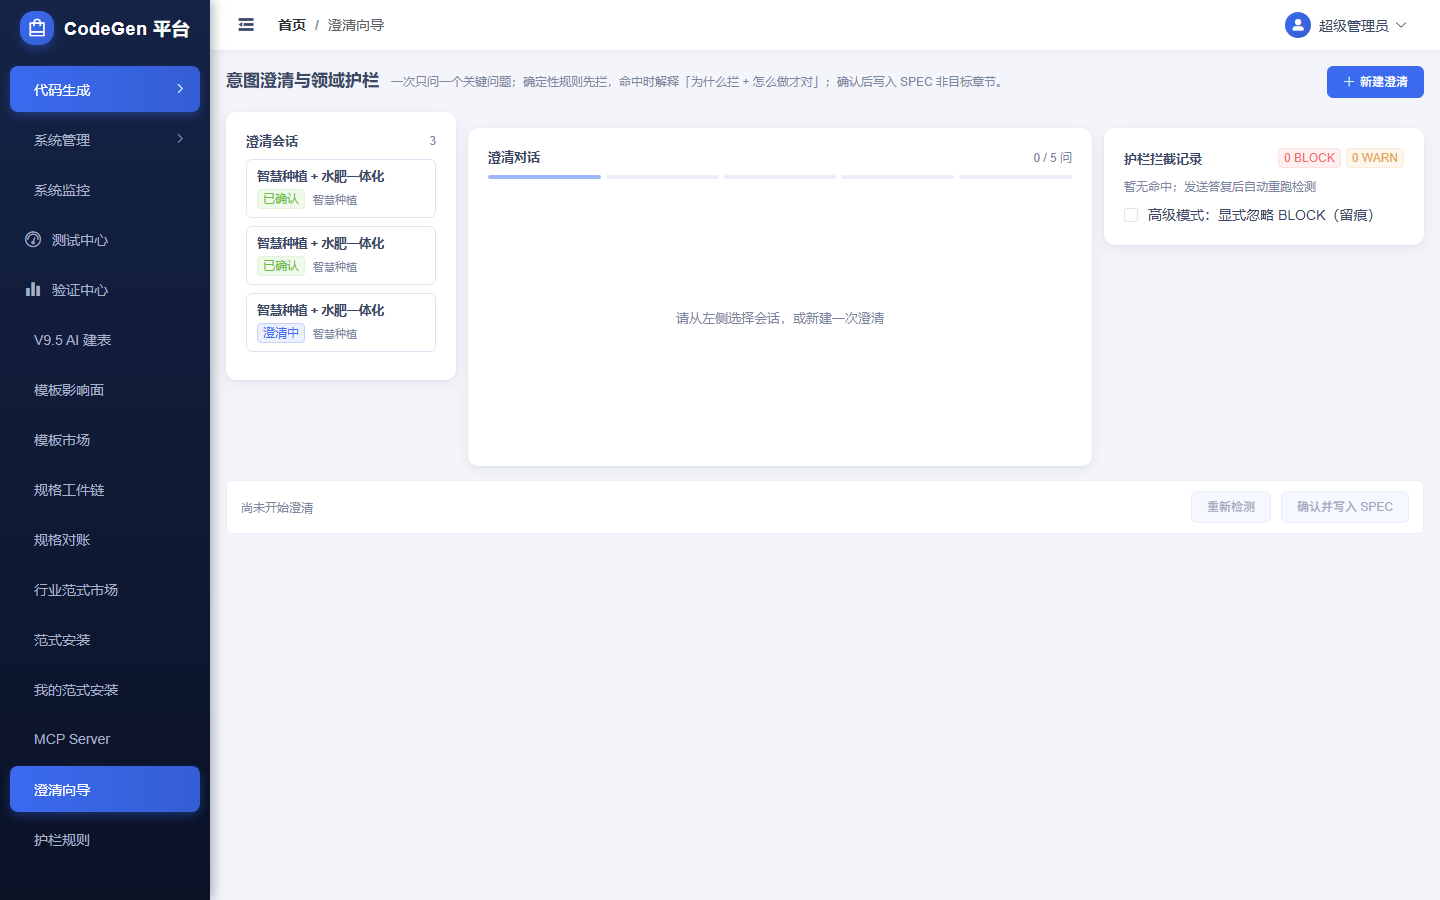 CodeGen 平台
代码生成
系统管理
系统监控
测试中心
验证中心
V9.5 AI 建表
模板影响面
模板市场
规格工件链
规格对账
行业范式市场
范式安装
我的范式安装
MCP Server
澄清向导
护栏规则
首页 / 澄清向导
超级管理员
意图澄清与领域护栏 一次只问一个关键问题；确定性规则先拦，命中时解释「为什么拦 + 怎么做才对」；确认后写入 SPEC 非目标章节。
新建澄清
澄清会话 3
智慧种植 + 水肥一体化
已确认 智慧种植
智慧种植 + 水肥一体化
已确认 智慧种植
智慧种植 + 水肥一体化
澄清中 智慧种植
澄清对话 0 / 5 问
请从左侧选择会话，或新建一次澄清
护栏拦截记录 0 BLOCK 0 WARN
暂无命中；发送答复后自动重跑检测
高级模式：显式忽略 BLOCK（留痕）
尚未开始澄清
重新检测
确认并写入 SPEC